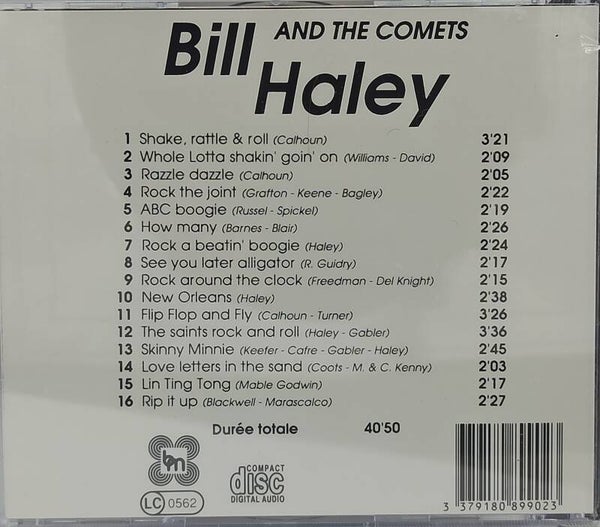 AND THE COMETS
Bill
Haley
1 Shake, rattle & roll (Calhoun) 3'21
2 Whole Lotta shakin' goin' on (Williams - David) 2'09
3 Razzle dazzle (Calhoun) 2'05
4 Rock the joint (Grafton - Keene - Bagley) 2'22
5 ABC boogie (Russel - Spickel) 2'19
6 How many (Barnes - Blair) 2'26
7 Rock a beatin' boogie (Haley) 2'24
8 See you later alligator (R. Guidry) 2'17
9 Rock around the clock (Freedman - Del Knight) 2'15
10 New Orleans (Haley) 2'38
11 Flip Flop and Fly (Calhoun - Turner) 3'26
12 The saints rock and roll (Haley - Gabler) 3'36
13 Skinny Minnie (Keefer - Cafre - Gabler - Haley) 2'45
14 Love letters in the sand (Coots - M. & C. Kenny) 2'03
15 Lin Ting Tong (Mable Godwin) 2'17
16 Rip it up (Blackwell - Marascalco) 2'27
Durée totale 40'50
LC 0562
COMPACT
disc
DIGITAL AUDIO
3 379180 899023